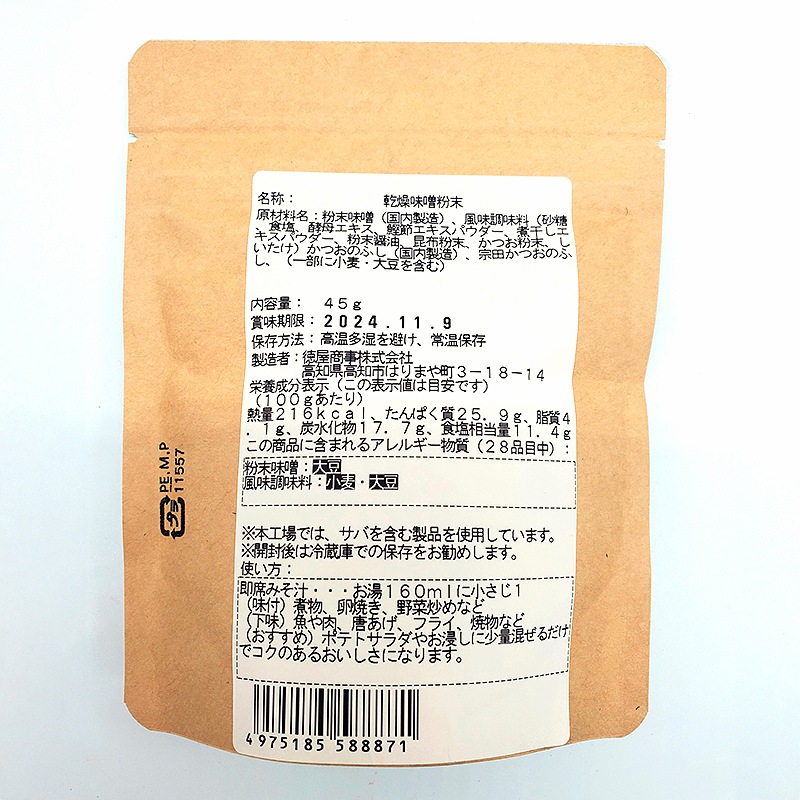 名称： 乾燥味噌粉末
原材料名：粉末味噌（国内製造）、風味調味料（砂糖
、食塩、酵母エキス、鰹節エキスパウダー、煮干しエ
キスパウダー、粉末醤油、昆布粉末、かつお粉末、し
いたけ）かつおのふし（国内製造）、宗田かつおのふ
し、（一部に小麦・大豆を含む）
内容量： 45g
賞味期限：2024.11.9
保存方法：高温多湿を避け、常温保存
製造者：徳屋商事株式会社
高知県高知市はりまや町3－18－14
栄養成分表示（この表示値は目安です）
（100gあたり）
熱量216kcal、たんぱく質25.9g、脂質4
.1g、炭水化物17.7g、食塩相当量11.4g
この商品に含まれるアレルギー物質（28品目中）：
粉末味噌：大豆
風味調味料：小麦・大豆
※本工場では、サバを含む製品を使用しています。
※開封後は冷蔵庫での保存をお勧めします。
使い方：
即席みそ汁・・・お湯160mlに小さじ1
（味付）煮物、卵焼き、野菜炒めなど
（下味）魚や肉、唐あげ、フライ、焼物など
（おすすめ）ポテトサラダやお浸しに少量混ぜるだけ
でコクのあるおいしさになります。
4975185588871
プラ
PE,M,P
11557